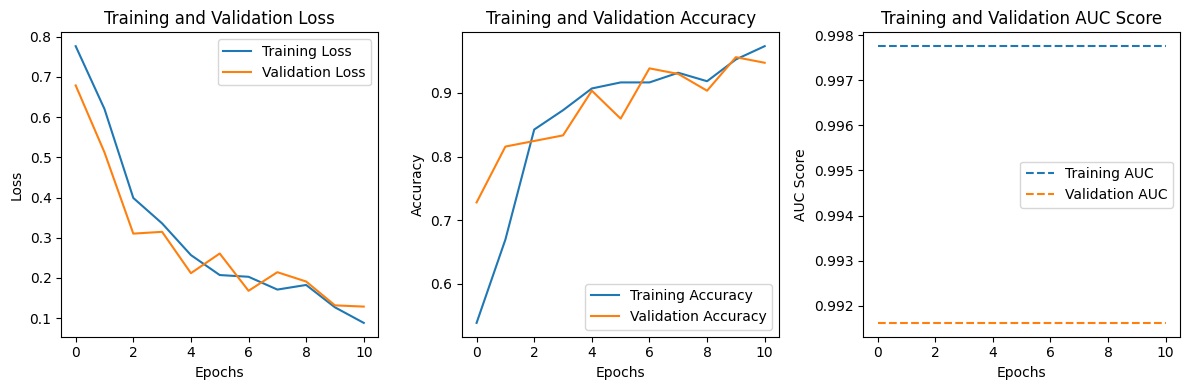 Training and Validation Loss
Training Loss
Validation Loss
0.8
0.7
0.6
0.5
0.4
0.3
0.2
0.1
Loss
0 2 4 6 8 10
Epochs
Training and Validation Accuracy
0.9
0.8
0.7
0.6
Accuracy
Training Accuracy
Validation Accuracy
0 2 4 6 8 10
Epochs
Training and Validation AUC Score
0.998
0.997
0.996
0.995
0.994
0.993
0.992
AUC Score
Training AUC
Validation AUC
0 2 4 6 8 10
Epochs